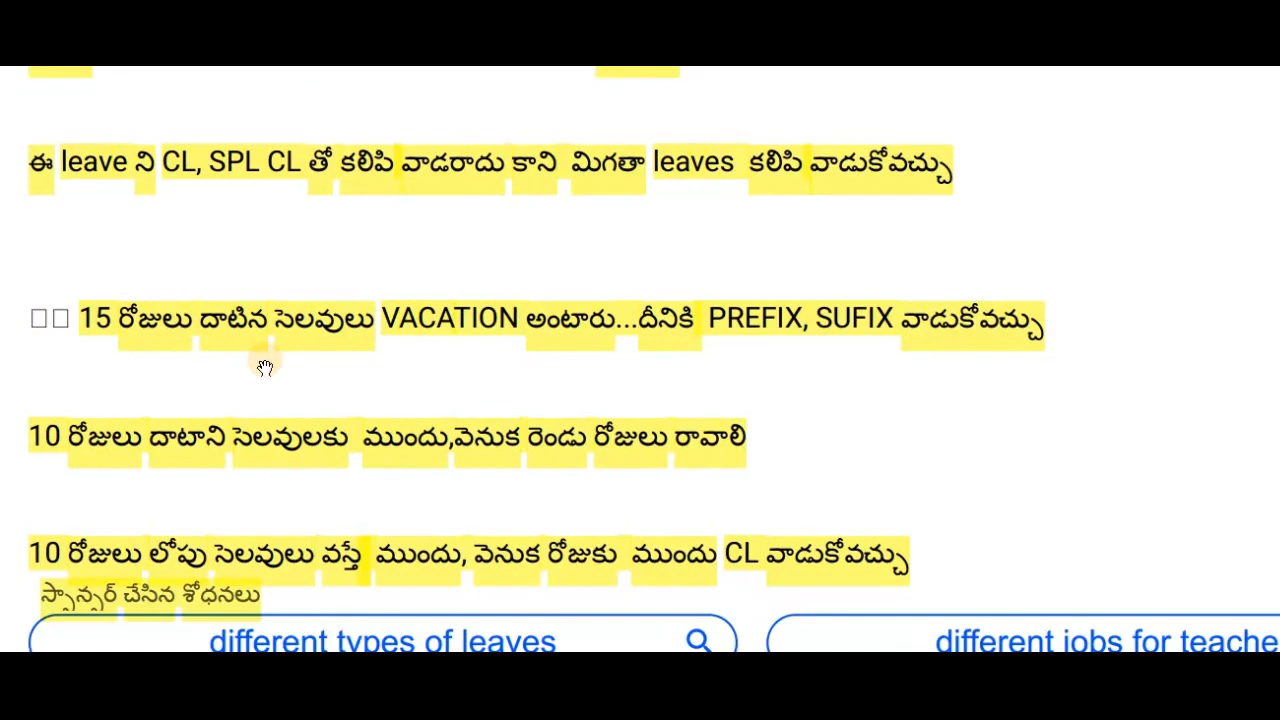 ఈ leave ని CL, SPL CL తో కలిపి వాడరాదు కాని మిగతా leaves కలిపి వాడుకోవచ్చు
15 రోజులు దాటిన సెలవులు VACATION అంటారు...దీనికి PREFIX, SUFIX వాడుకోవచ్చు
10 రోజులు దాటాని సెలవులకు ముందు,వెనుక రెండు రోజులు రావాలి
10 రోజులు లోపు సెలవులు వస్తే ముందు, వెనుక రోజుకు ముందు CL వాడుకోవచ్చు
స్పాన్సర్ చేసిన శోధనలు
different types of leaves
different jobs for teache